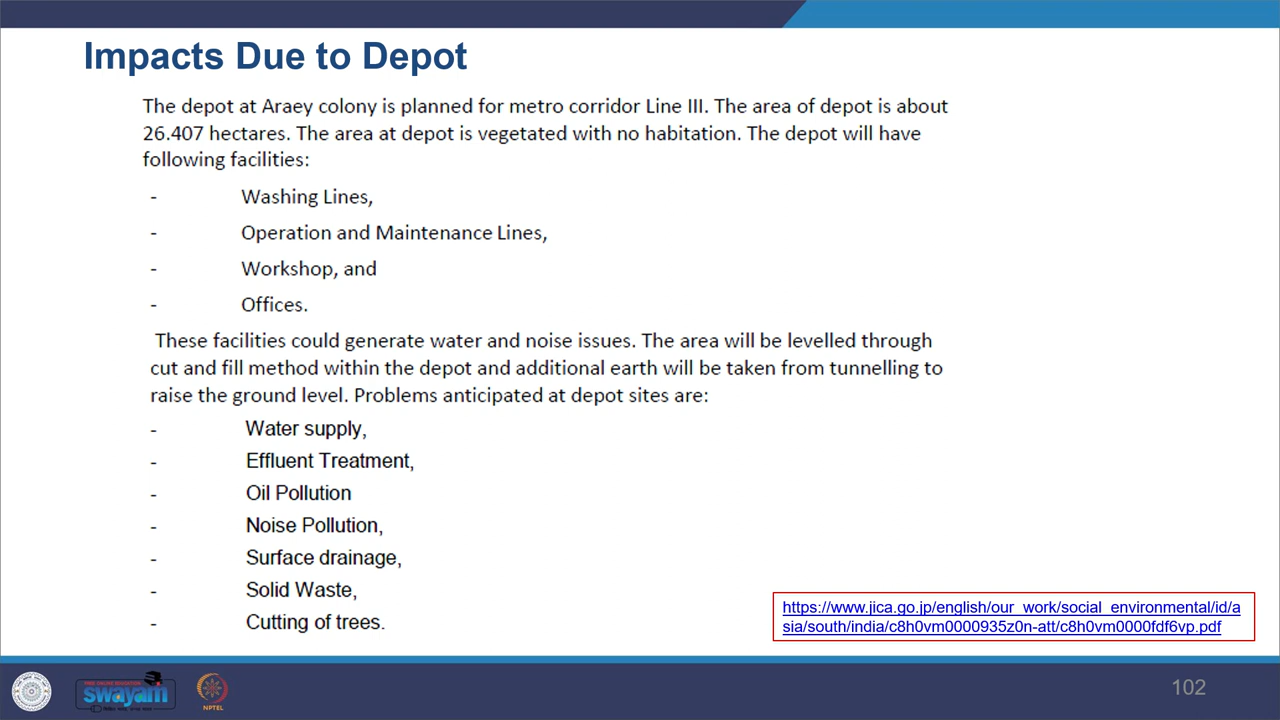 Impacts Due to Depot
The depot at Araey colony is planned for metro corridor Line III. The area of depot is about
26.407 hectares. The area at depot is vegetated with no habitation. The depot will have
following facilities:
- Washing Lines,
- Operation and Maintenance Lines,
- Workshop, and
- Offices.
These facilities could generate water and noise issues. The area will be levelled through
cut and fill method within the depot and additional earth will be taken from tunnelling to
raise the ground level. Problems anticipated at depot sites are:
- Water supply,
- Effluent Treatment,
- Oil Pollution
- Noise Pollution,
- Surface drainage,
- Solid Waste,
- Cutting of trees.
https://www.jica.go.jp/english/our_work/social_environmental/id/a
sia/south/india/c8h0vm0000935z0n-att/c8h0vm0000fdf6vp.pdf
swayam
NPTEL
102